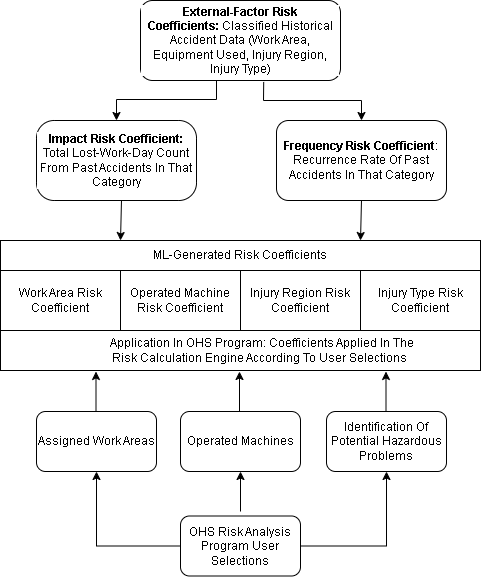 External-Factor Risk
Coefficients: Classified Historical
Accident Data (Work Area,
Equipment Used, Injury Region,
Injury Type)
Impact Risk Coefficient:
Total Lost-Work-Day Count
From Past Accidents In That
Category
Frequency Risk Coefficient:
Recurrence Rate Of Past
Accidents In That Category
ML-Generated Risk Coefficients
Work Area Risk
Coefficient
Operated Machine
Risk Coefficient
Injury Region Risk
Coefficient
Injury Type Risk
Coefficient
Application In OHS Program: Coefficients Applied In The
Risk Calculation Engine According To User Selections
Assigned Work Areas
Operated Machines
Identification Of
Potential Hazardous
Problems
OHS Risk Analysis
Program User
Selections